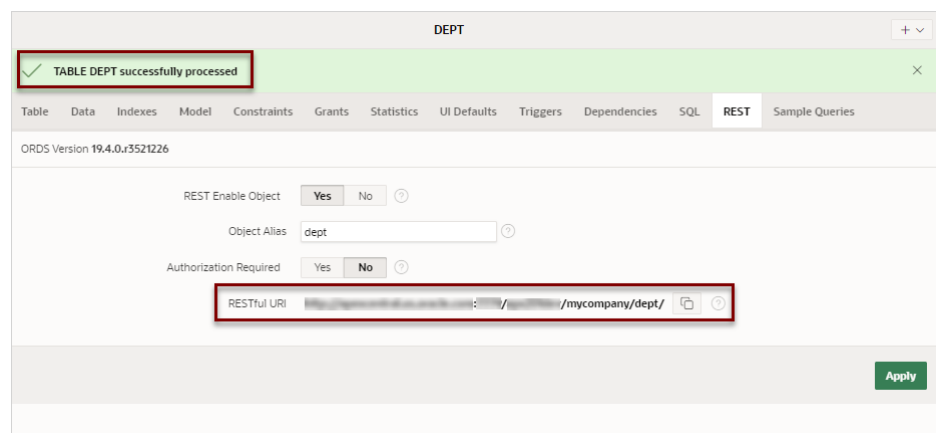 DEPT
+
TABLE DEPT successfully processed
Table Data Indexes Model Constraints Grants Statistics UI Defaults Triggers Dependencies SQL REST Sample Queries
ORDS Version 19.4.0.r3521226
REST Enable Object Yes No ?
Object Alias dept ?
Authorization Required Yes No ?
RESTful URI : / /mycompany/dept/ ?
Apply